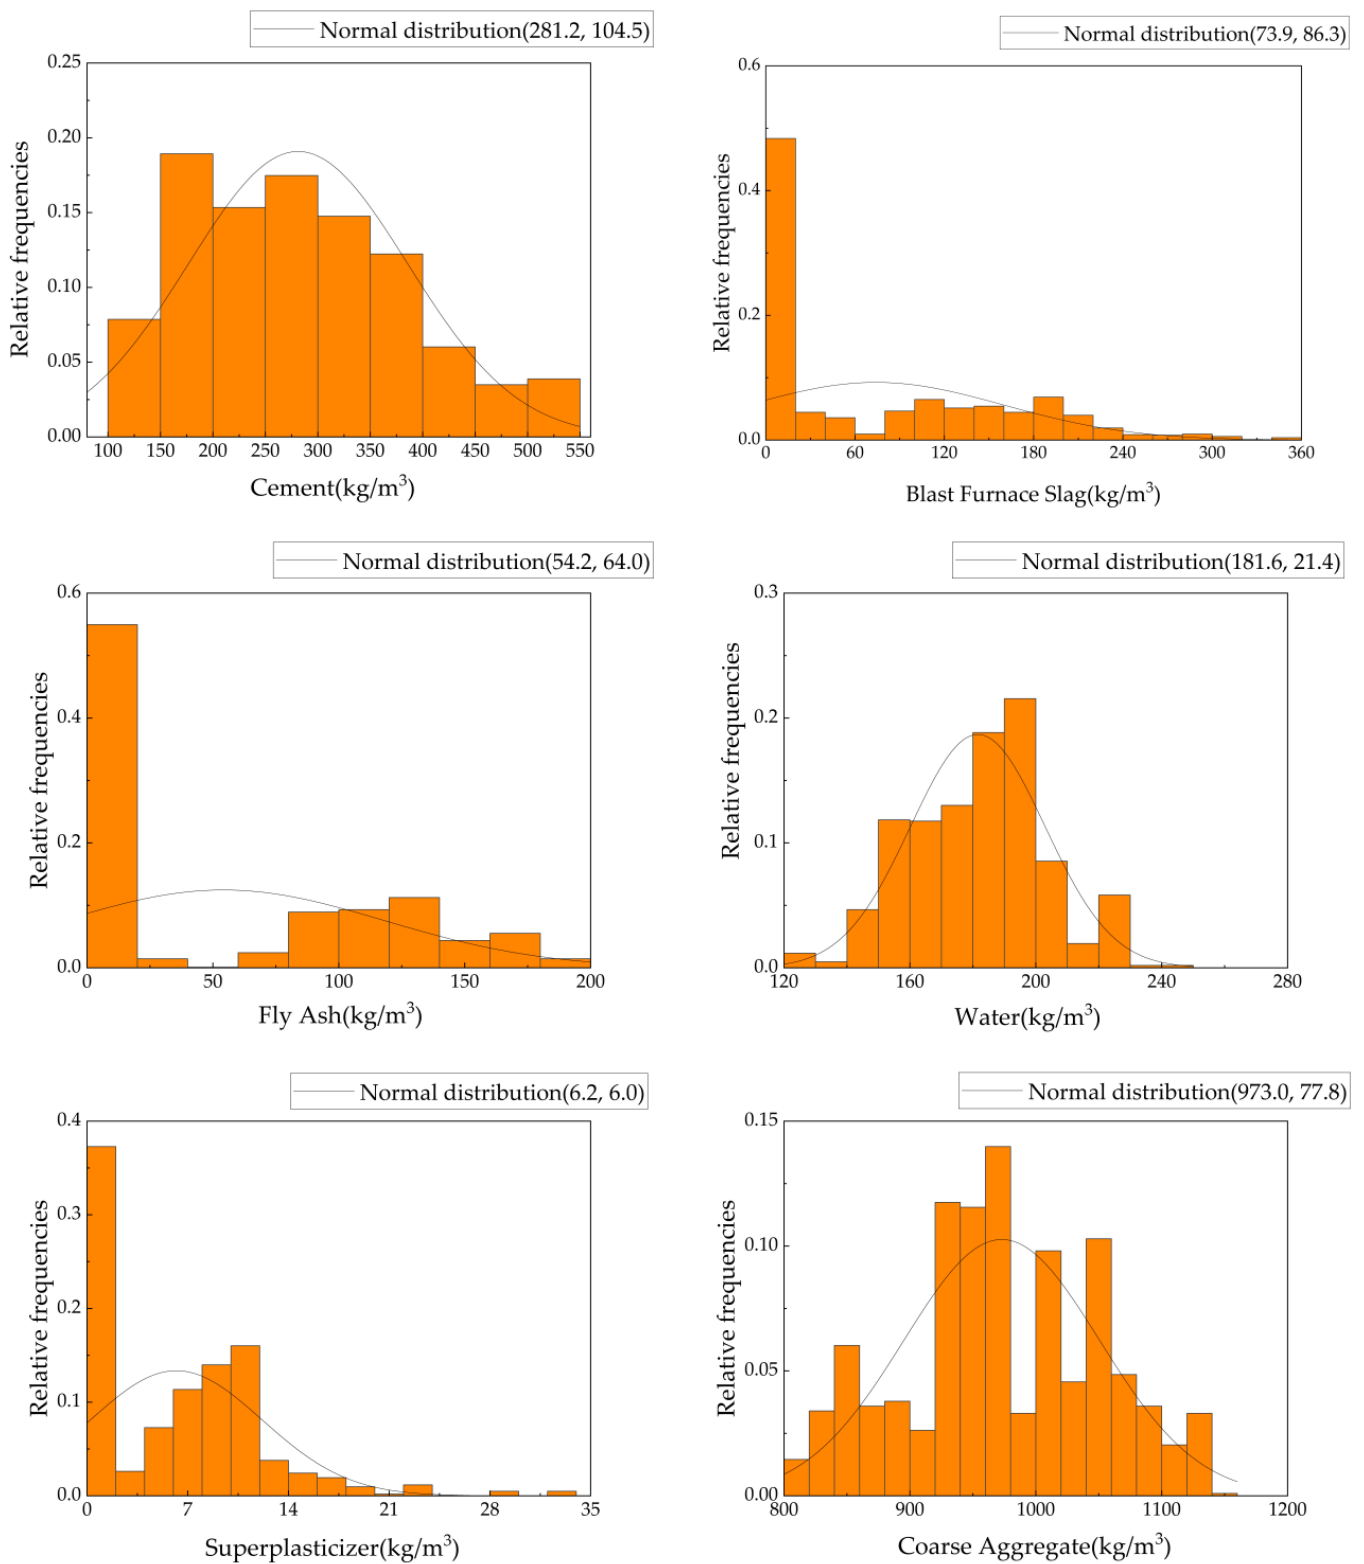 Normal distribution(281.2, 104.5)
0.25
0.20
0.15
0.10
0.05
0.00
Relative frequencies
100 150 200 250 300 350 400 450 500 550
Cement(kg/m³)
Normal distribution(73.9, 86.3)
0.6
0.4
0.2
0.0
Relative frequencies
0 60 120 180 240 300 360
Blast Furnace Slag(kg/m³)
Normal distribution(54.2, 64.0)
0.6
0.4
0.2
0.0
Relative frequencies
0 50 100 150 200
Fly Ash(kg/m³)
Normal distribution(181.6, 21.4)
0.3
0.2
0.1
0.0
Relative frequencies
120 160 200 240 280
Water(kg/m³)
Normal distribution(6.2, 6.0)
0.4
0.3
0.2
0.1
0.0
Relative frequencies
0 7 14 21 28 35
Superplasticizer(kg/m³)
Normal distribution(973.0, 77.8)
0.15
0.10
0.05
0.00
Relative frequencies
800 900 1000 1100 1200
Coarse Aggregate(kg/m³)